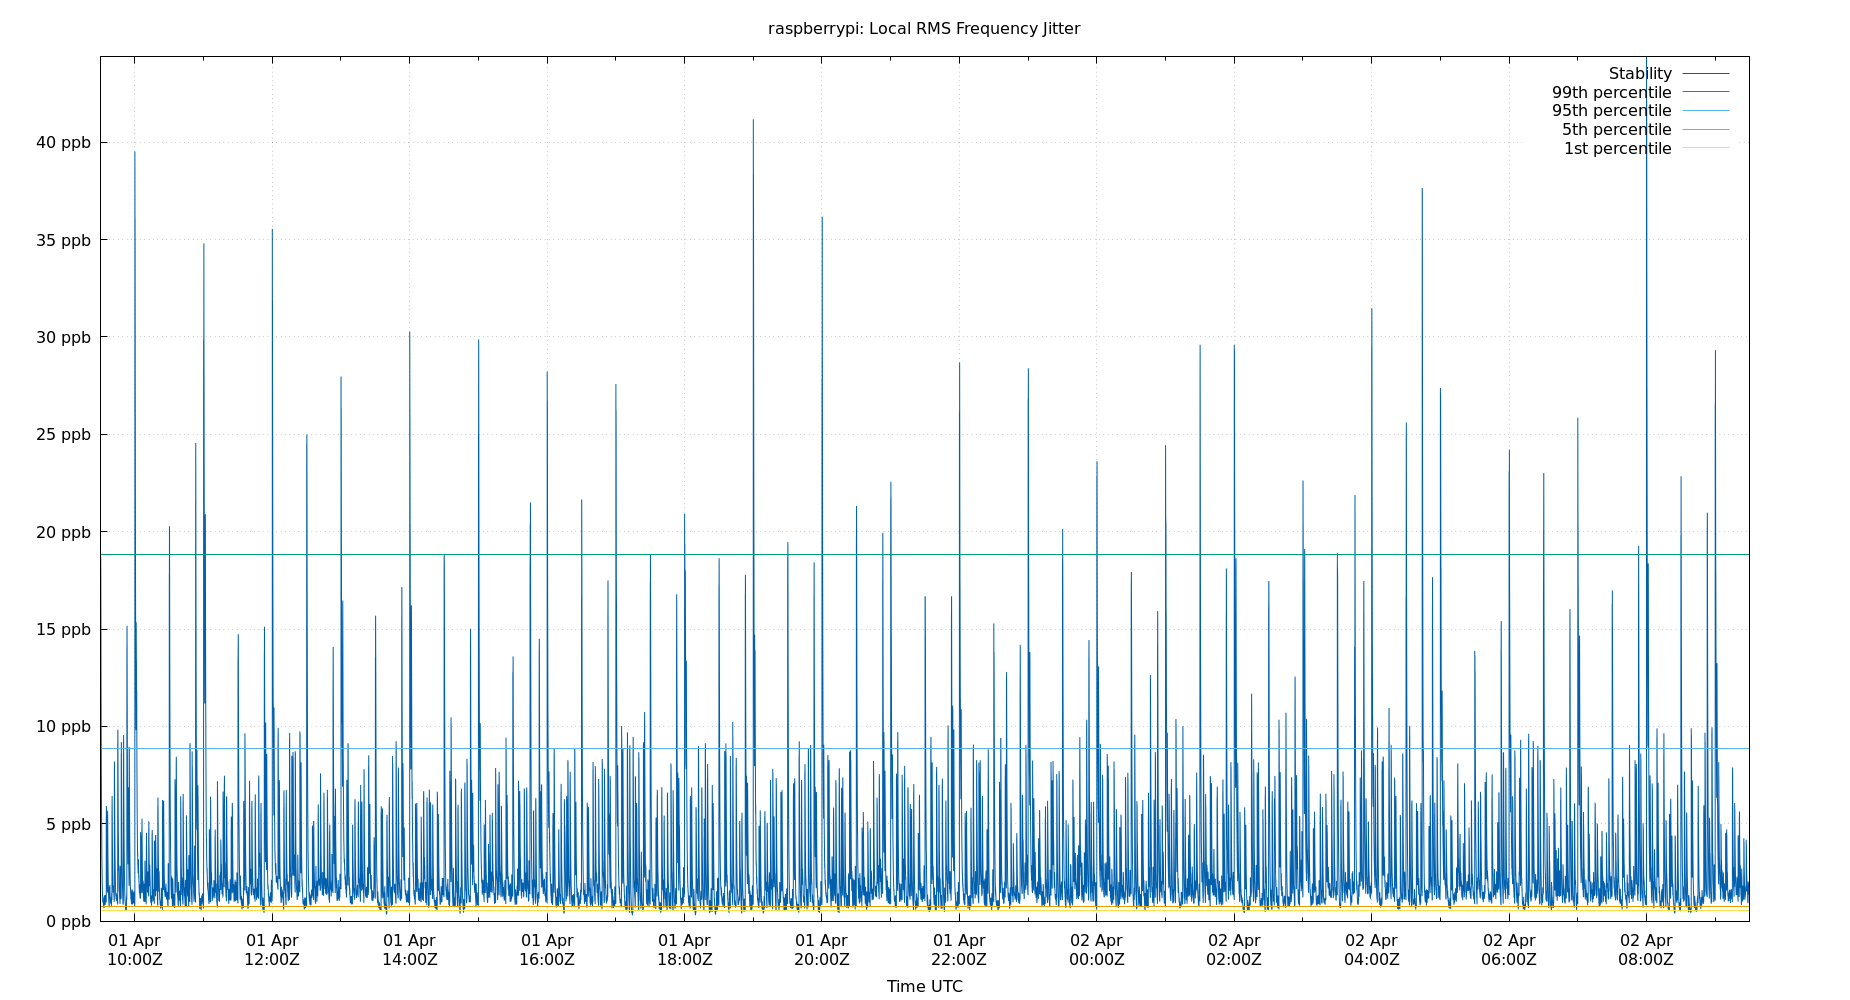 raspberrypi: Local RMS Frequency Jitter
Stability
99th percentile
95th percentile
5th percentile
1st percentile
40 ppb
35 ppb
30 ppb
25 ppb
20 ppb
15 ppb
10 ppb
5 ppb
0 ppb
01 Apr 01 Apr 01 Apr 01 Apr 01 Apr 01 Apr 01 Apr 02 Apr 02 Apr 02 Apr 02 Apr 02 Apr
10:00Z 12:00Z 14:00Z 16:00Z 18:00Z 20:00Z 22:00Z 00:00Z 02:00Z 04:00Z 06:00Z 08:00Z
Time UTC